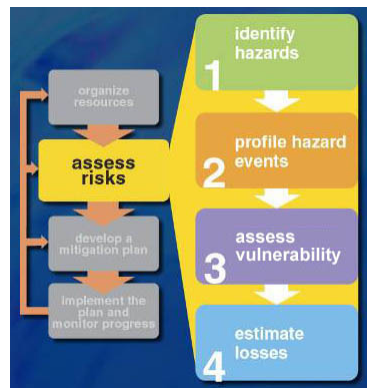 organize
resources
assess
risks
develop a
mitigation plan
implement the
plan and
monitor progress
1
identify
hazards
2
profile hazard
events
3
assess
vulnerability
4
estimate
losses